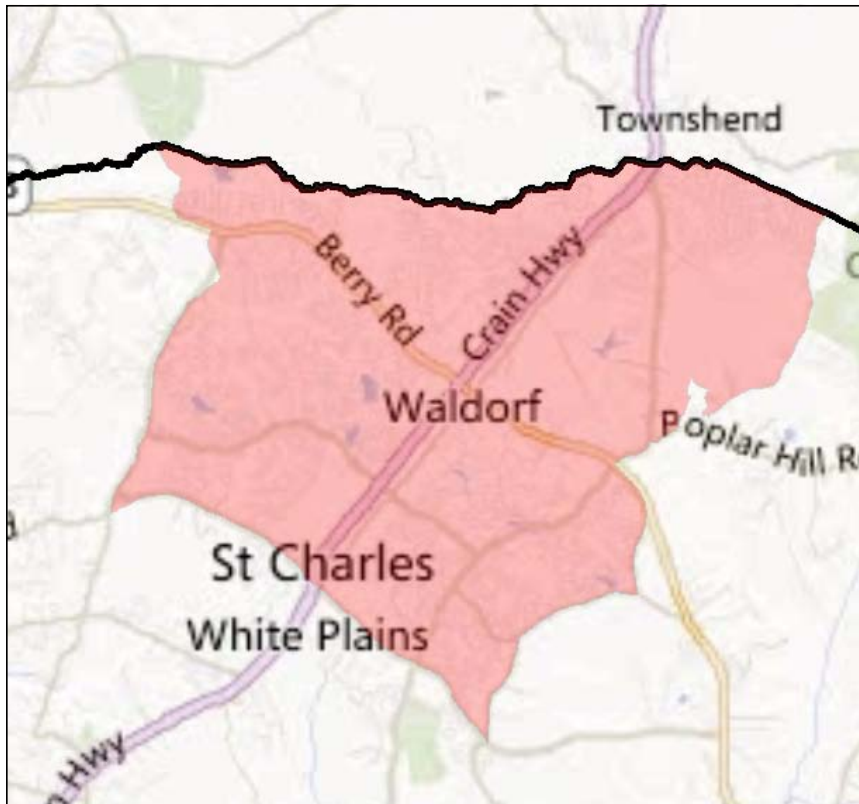 Townshend
Berry Rd
Crain Hwy
Waldorf
Poplar Hill R
St Charles
White Plains
n Hwy